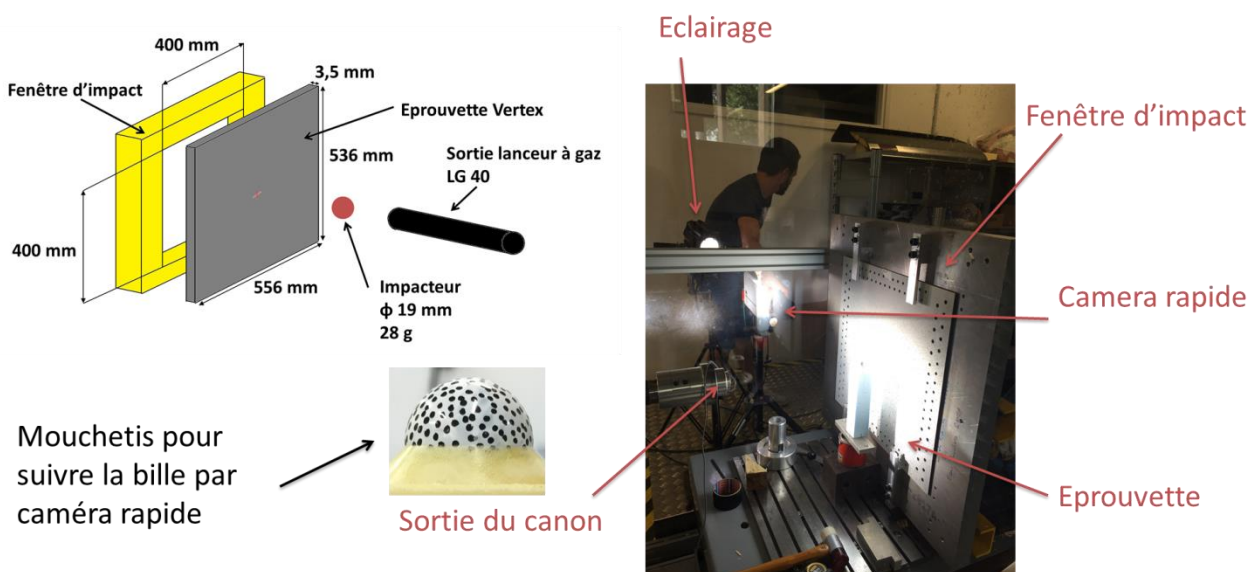 Eclairage
400 mm
3,5 mm
Fenêtre d'impact
Eprouvette Vertex
Sortie lanceur à gaz
LG 40
536 mm
400 mm
556 mm
Impacteur
ϕ 19 mm
28 g
Fenêtre d'impact
Camera rapide
Mouchetis pour
suivre la bille par
caméra rapide
Sortie du canon
Eprouvette